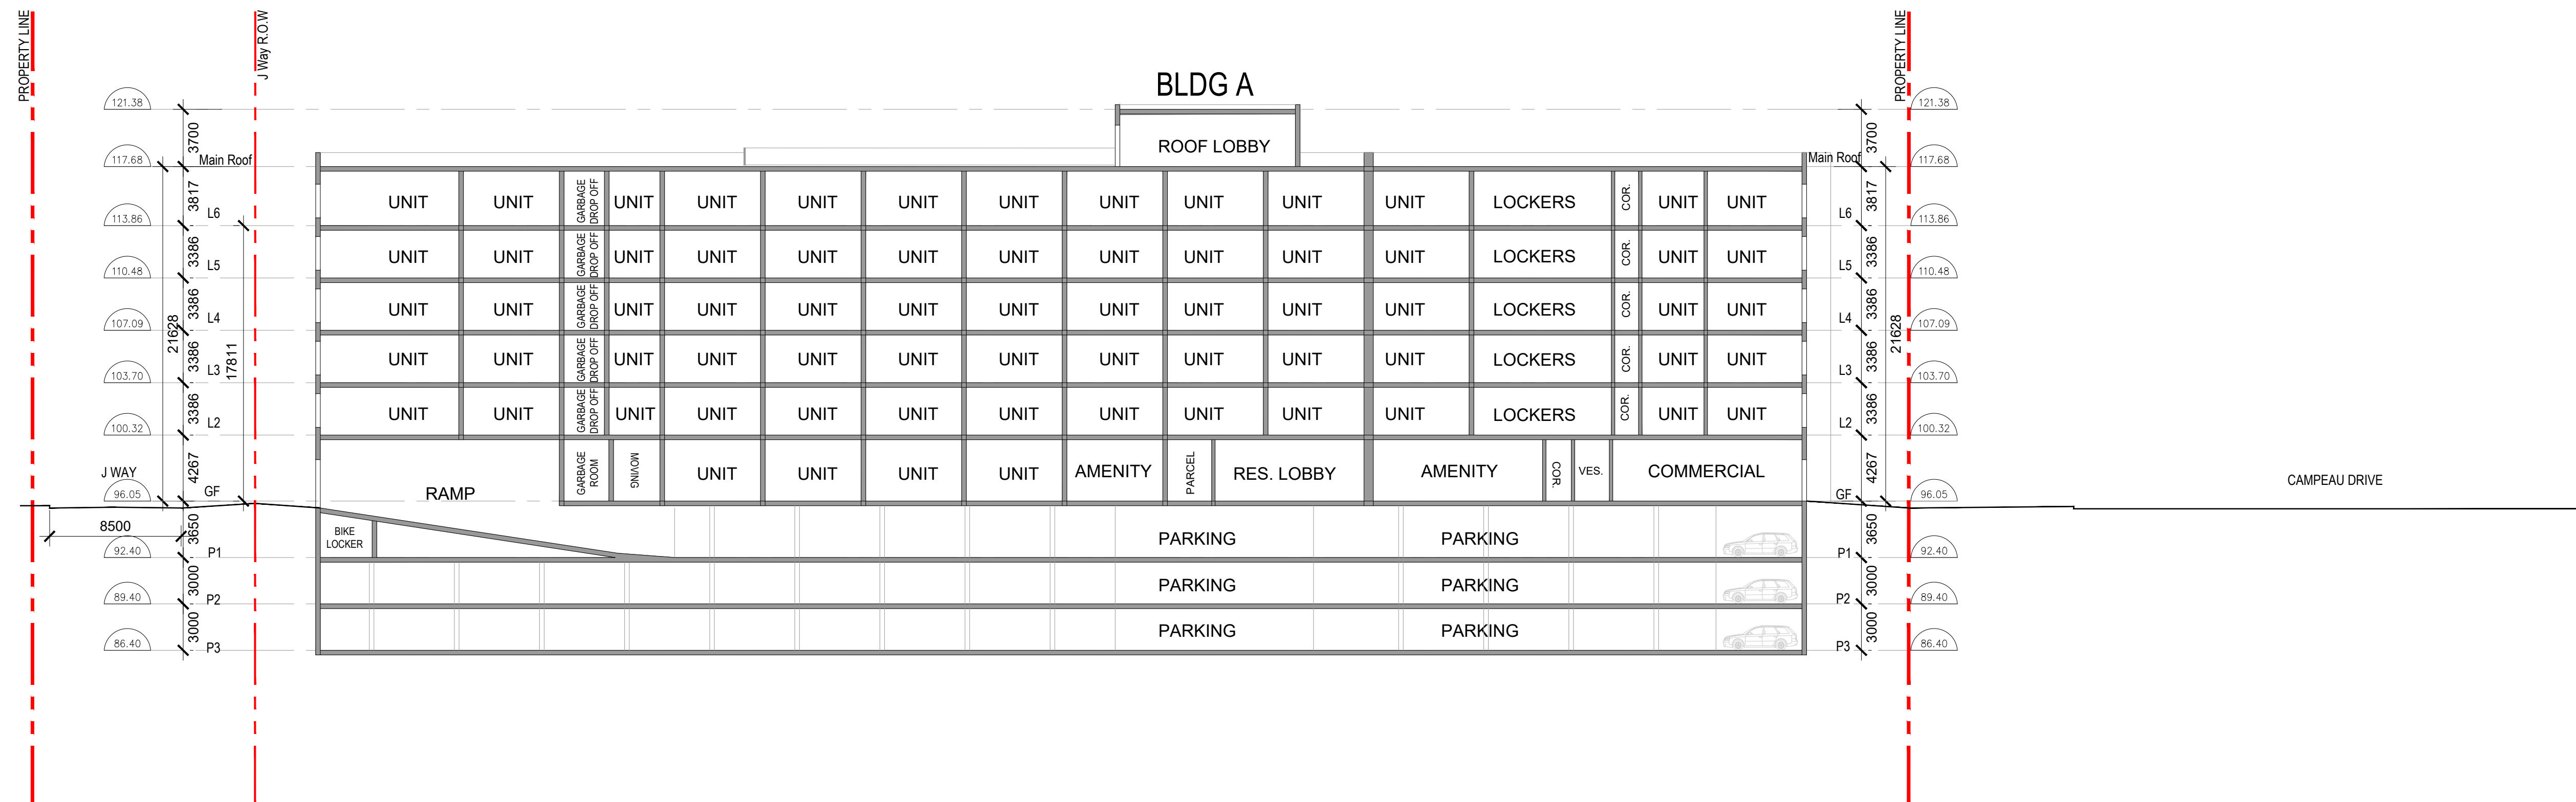 PROPERTY LINE
J Way R.O.W
PROPERTY LINE
BLDG A
121.38
121.38
3700
3700
ROOF LOBBY
117.68
Main Roof
Main Roof
117.68
3817
L6
UNIT UNIT GARBAGE DROP OFF UNIT UNIT UNIT UNIT UNIT UNIT UNIT UNIT UNIT LOCKERS COR. UNIT UNIT
L6
3817
113.86
113.86
3386
L5
UNIT UNIT GARBAGE DROP OFF UNIT UNIT UNIT UNIT UNIT UNIT UNIT UNIT UNIT LOCKERS COR. UNIT UNIT
L5
3386
110.48
110.48
3386
L4
UNIT UNIT GARBAGE DROP OFF UNIT UNIT UNIT UNIT UNIT UNIT UNIT UNIT UNIT LOCKERS COR. UNIT UNIT
L4
3386
107.09
107.09
21628
17811
21628
3386
L3
UNIT UNIT GARBAGE DROP OFF UNIT UNIT UNIT UNIT UNIT UNIT UNIT UNIT UNIT LOCKERS COR. UNIT UNIT
L3
3386
103.70
103.70
3386
L2
UNIT UNIT GARBAGE DROP OFF UNIT UNIT UNIT UNIT UNIT UNIT UNIT UNIT UNIT LOCKERS COR. UNIT UNIT
L2
3386
100.32
100.32
J WAY
4267
GF
RAMP GARBAGE ROOM MOVING UNIT UNIT UNIT UNIT AMENITY PARCEL RES. LOBBY AMENITY COR. VES. COMMERCIAL
GF
4267
CAMPEAU DRIVE
96.05
96.05
8500
3650
BIKE
LOCKER
PARKING PARKING
3650
P1
P1
92.40
92.40
3000
PARKING PARKING
3000
P2
P2
89.40
89.40
3000
PARKING PARKING
3000
P3
P3
86.40
86.40